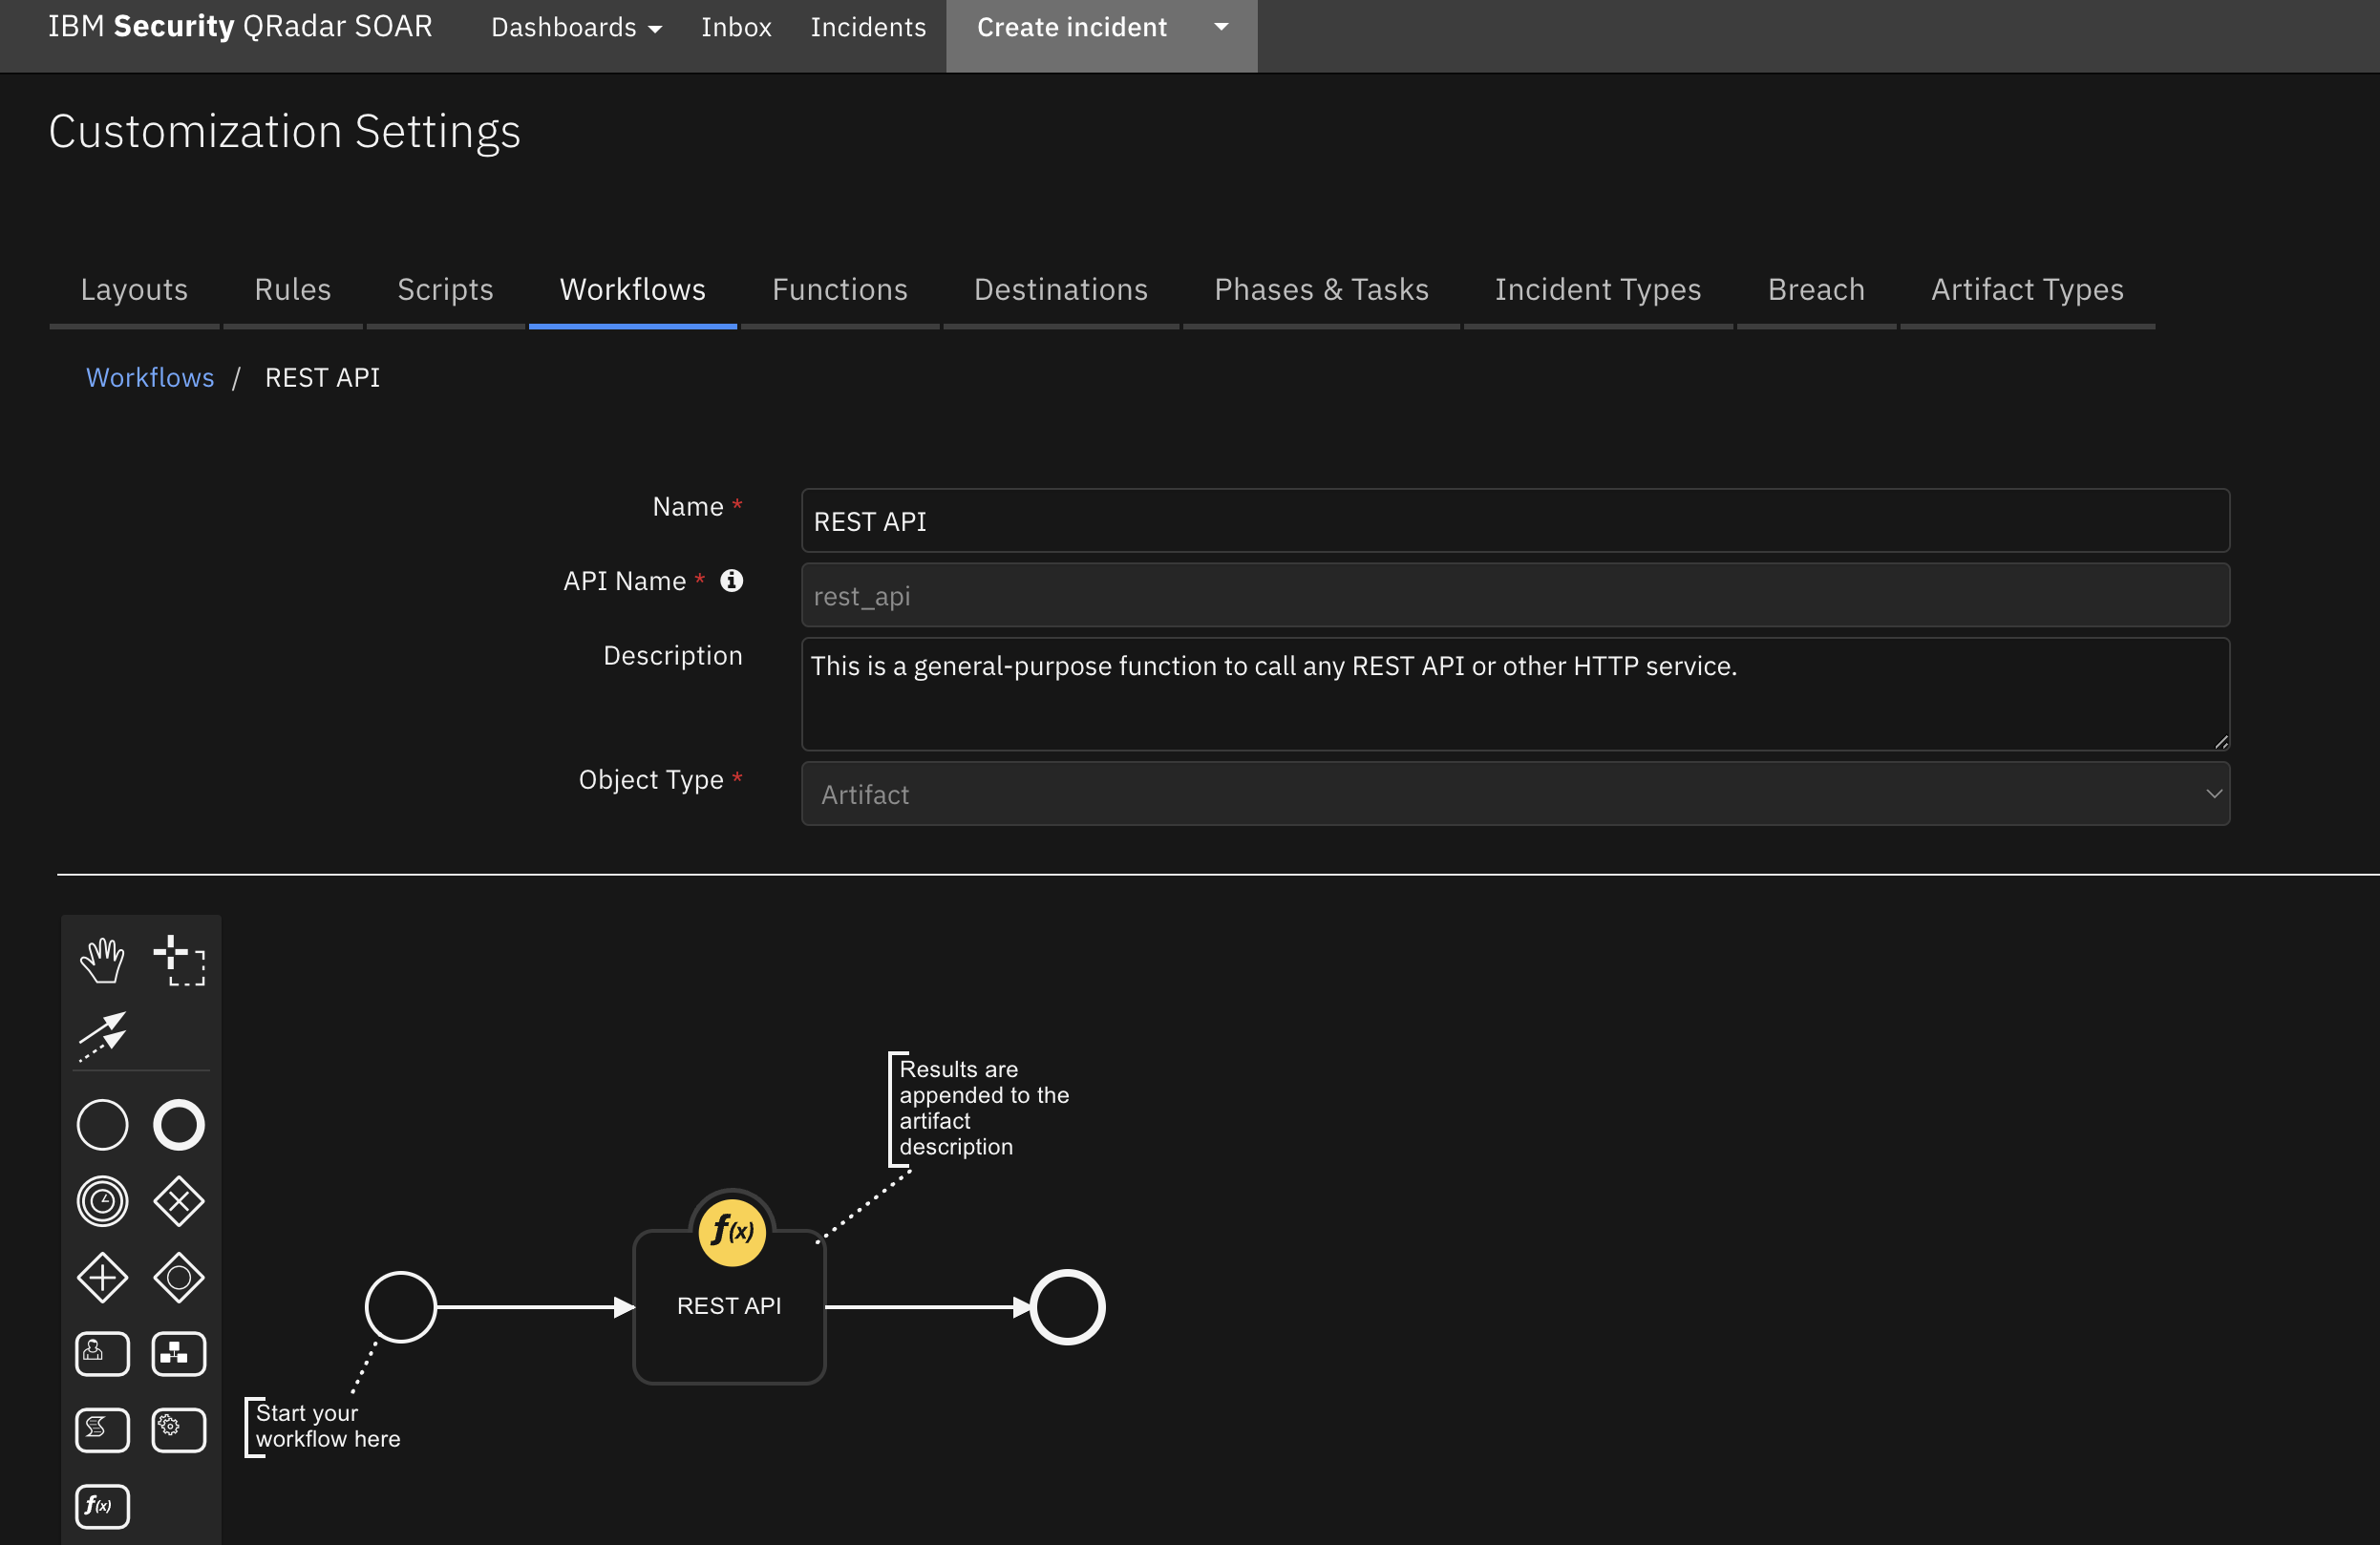 IBM Security QRadar SOAR Dashboards Inbox Incidents Create incident
Customization Settings
Layouts Rules Scripts Workflows Functions Destinations Phases & Tasks Incident Types Breach Artifact Types
Workflows / REST API
Name * REST API
API Name * rest_api
Description This is a general-purpose function to call any REST API or other HTTP service.
Object Type * Artifact
Results are
appended to the
artifact
description
f(x)
REST API
Start your
workflow here
f(x)